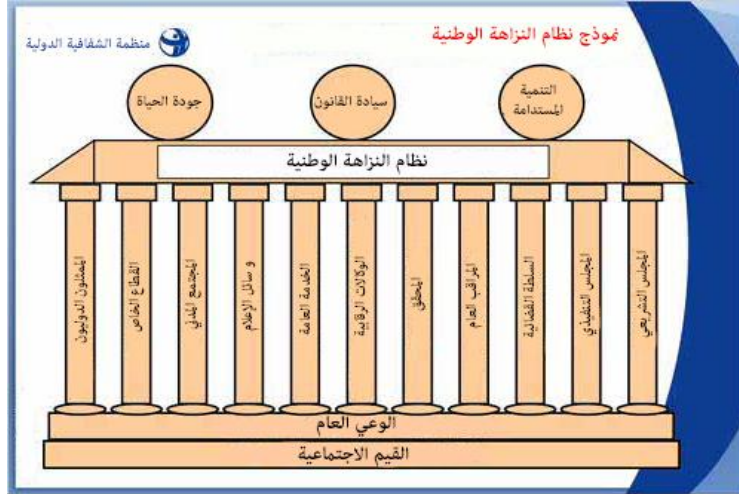 نموذج نظام النزاهة الوطنية
منظمة الشفافية الدولية
التنمية
المستدامة
سيادة القانون
جودة الحياة
نظام النزاهة الوطنية
المجلس التشريعي
المجلس التنفيذي
السلطة القضائية
المراقب العام
المحقق
الوكالات الرقابية
الخدمة العامة
وسائل الإعلام
المجتمع المدني
القطاع الخاص
الممثلون الدوليون
الوعي العام
القيم الاجتماعية